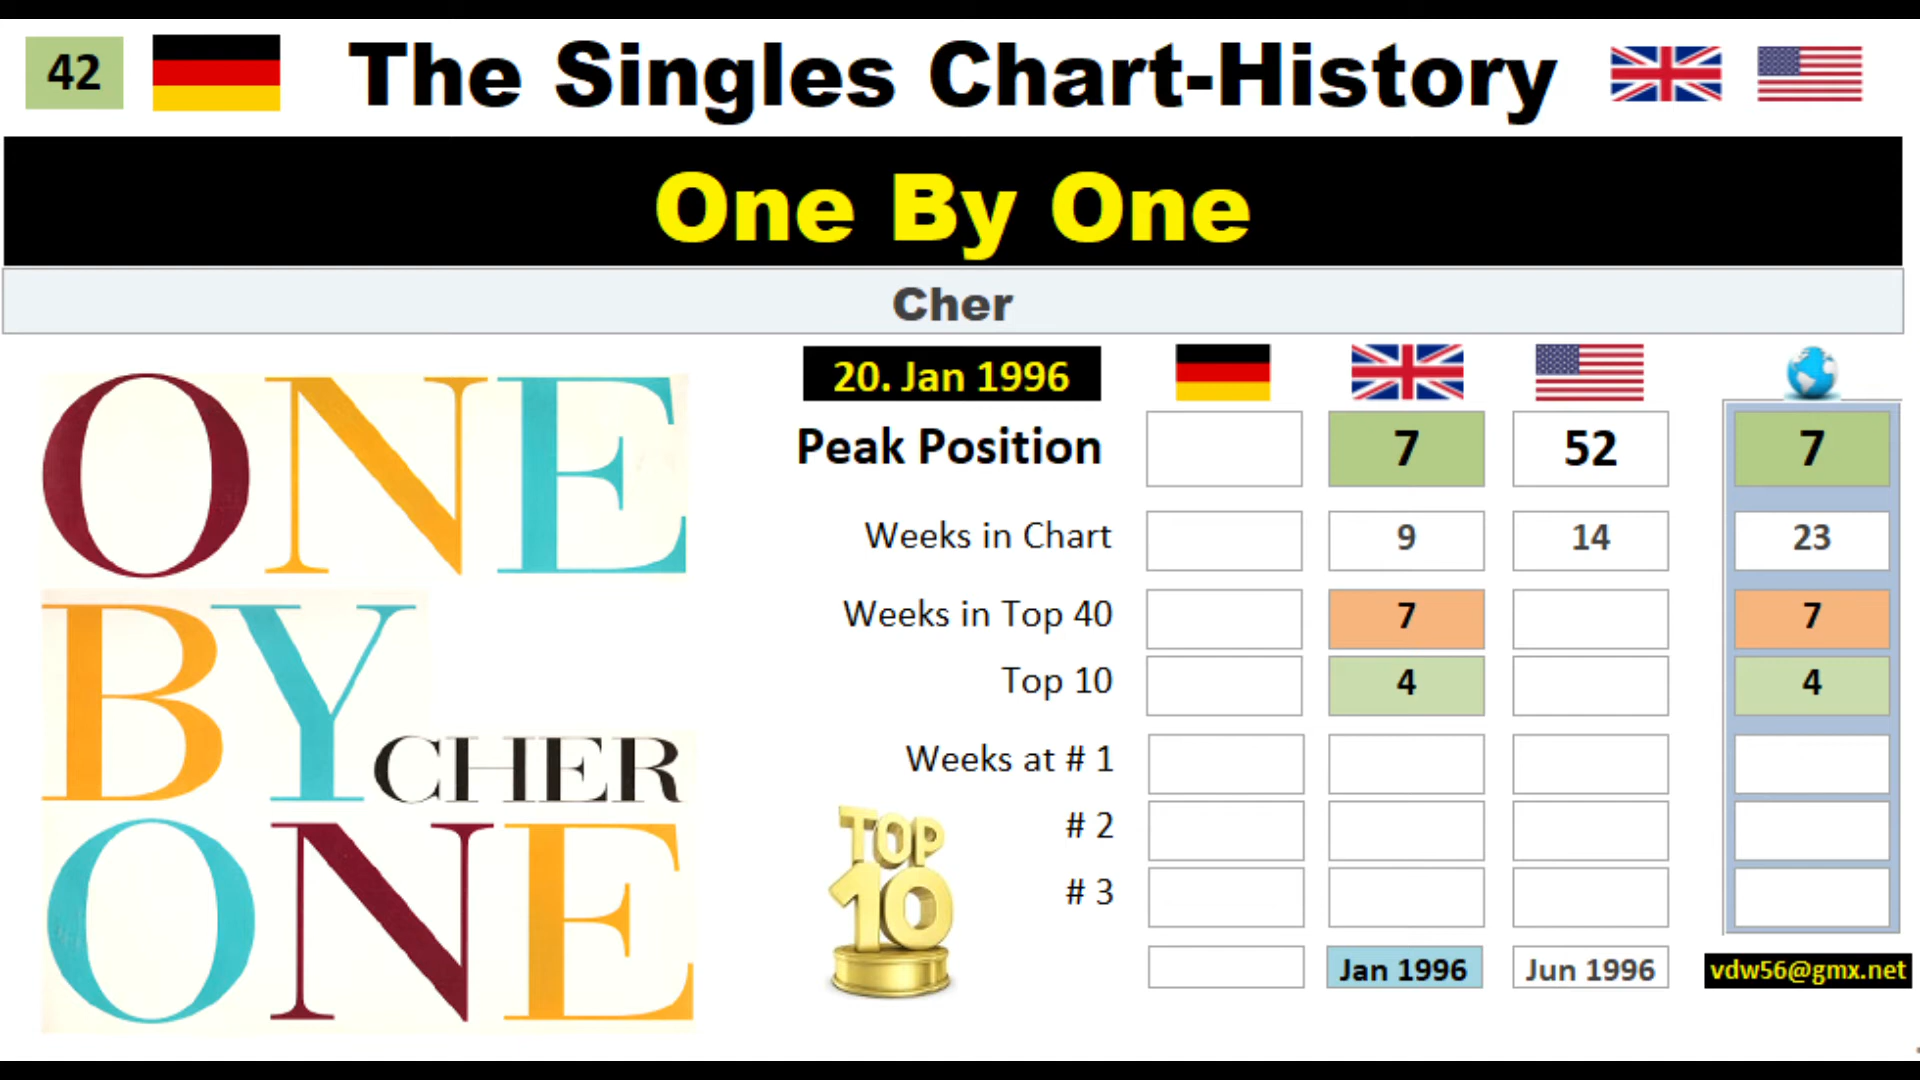 42 The Singles Chart-History
One By One
Cher
20. Jan 1996
Peak Position 7 52 7
Weeks in Chart 9 14 23
Weeks in Top 40 7 7
Top 10 4 4
Weeks at # 1
# 2
# 3
Jan 1996 Jun 1996 vdw56@gmx.net
ONE
BY CHER
ONE
TOP
10